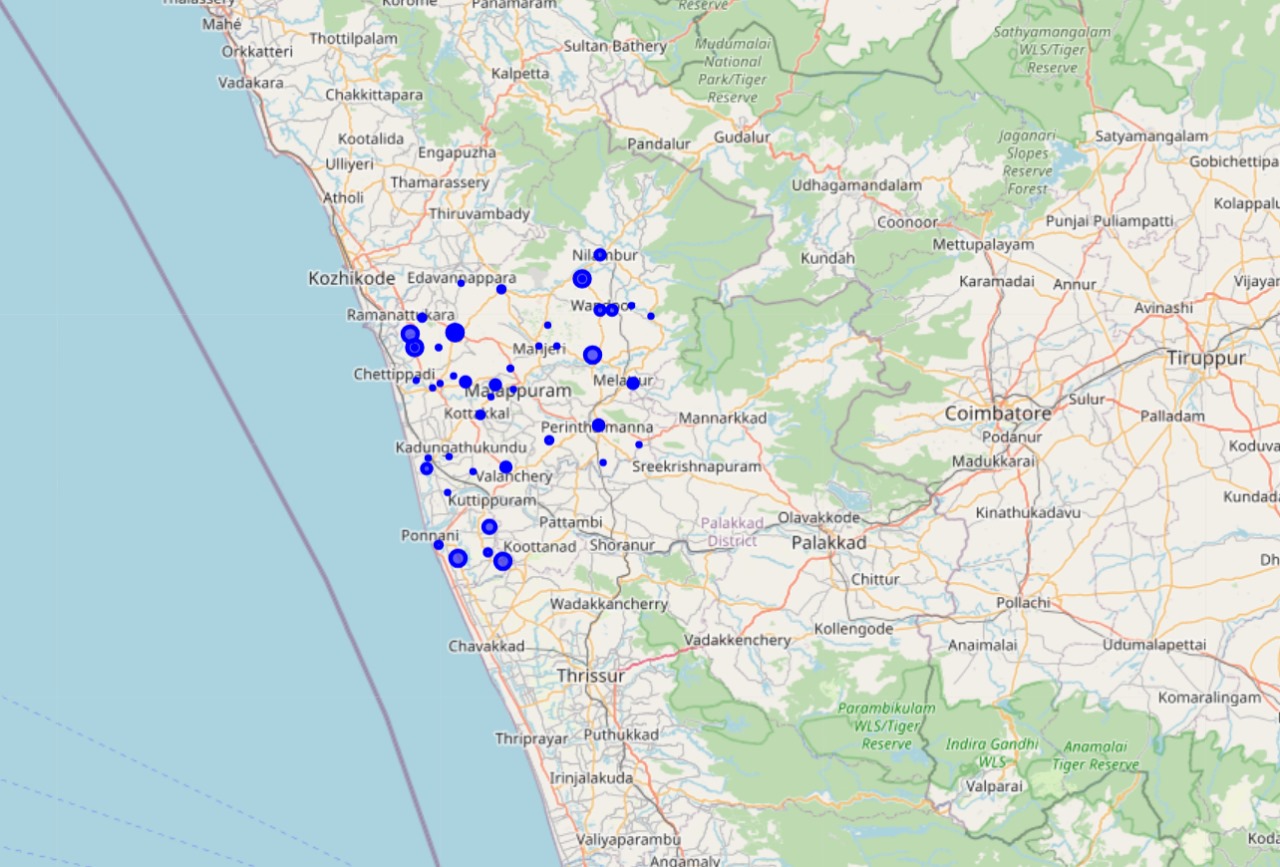 Korome
Panamaram
Reserve
Mahé
Thottilpalam
Orkkatteri
Sultan Bathery
Mudumalai
National
Park/Tiger
Reserve
Sathyamangalam
WLS/Tiger
Reserve
Vadakara
Kalpetta
Chakkittapara
Kootalida
Engapuzha
Pandalur
Gudalur
Jaganari
Slopes
Reserve
Forest
Satyamangalam
Gobichettipa
Ulliyeri
Thamarassery
Udhagamandalam
Atholi
Thiruvambady
Coonoor
Punjai Puliampatti
Kolappalu
Mettupalayam
Kozhikode
Edavannappara
Nilambur
Kundah
Karamadai
Annur
Vijayar
Ramanattukara
Wandoor
Avinashi
Manjeri
Tiruppur
Chettippadi
Malappuram
Melattur
Sulur
Kottakkal
Perinthalmanna
Mannarkkad
Coimbatore
Palladam
Podanur
Kadungathukundu
Valanchery
Sreekrishnapuram
Madukkarai
Koduva
Kuttippuram
Kundada
Ponnani
Pattambi
Palakkad
District
Olavakkode
Kinathukadavu
Koottanad
Shoranur
Palakkad
Dh
Chittur
Wadakkancherry
Pollachi
Chavakkad
Vadakkenchery
Kollengode
Anaimalai
Udumalapettai
Thrissur
Komaralingam
Parambikulam
WLS/Tiger
Reserve
Thriprayar
Puthukkad
Indira Gandhi
WLS
Anamalai
Tiger Reserve
Irinjalakuda
Valparai
Valiyaparambu
Koda
Angamaly